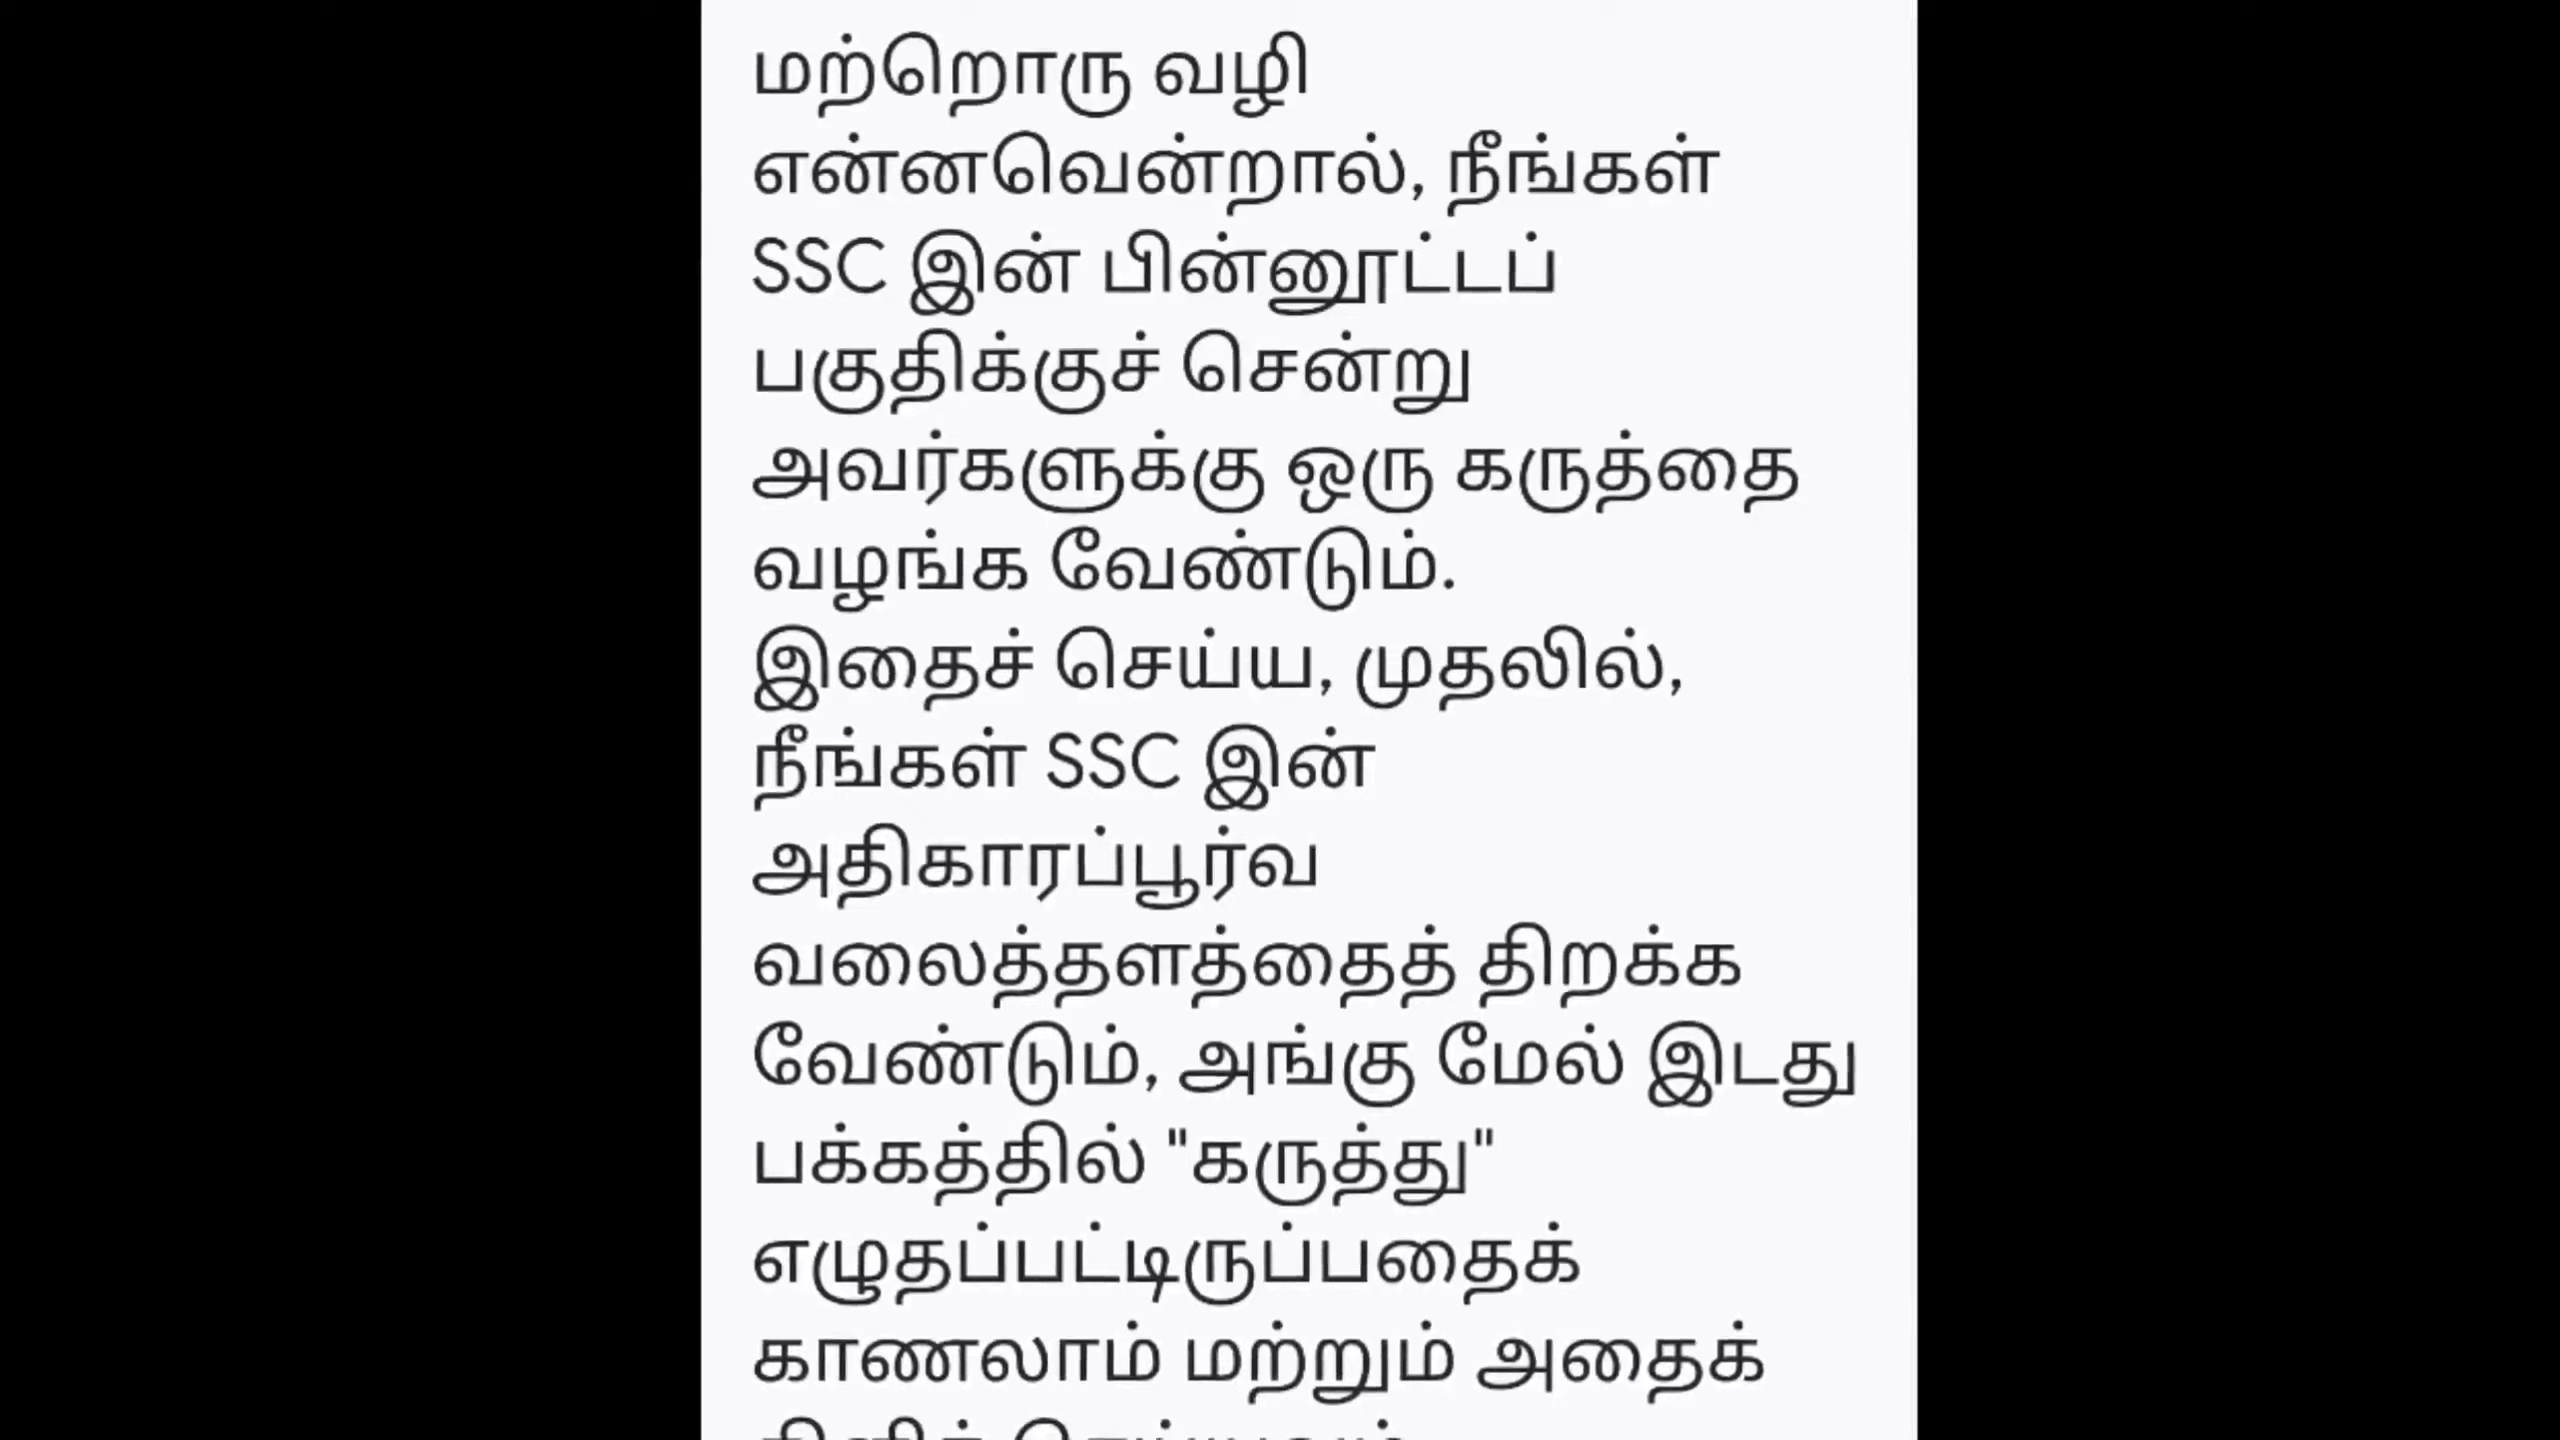 மற்றொரு வழி
என்னவென்றால், நீங்கள்
SSC இன் பின்னூட்டப்
பகுதிக்குச் சென்று
அவர்களுக்கு ஒரு கருத்தை
வழங்க வேண்டும்.
இதைச் செய்ய, முதலில்,
நீங்கள் SSC இன்
அதிகாரப்பூர்வ
வலைத்தளத்தைத் திறக்க
வேண்டும், அங்கு மேல் இடது
பக்கத்தில் "கருத்து"
எழுதப்பட்டிருப்பதைக்
காணலாம் மற்றும் அதைக்